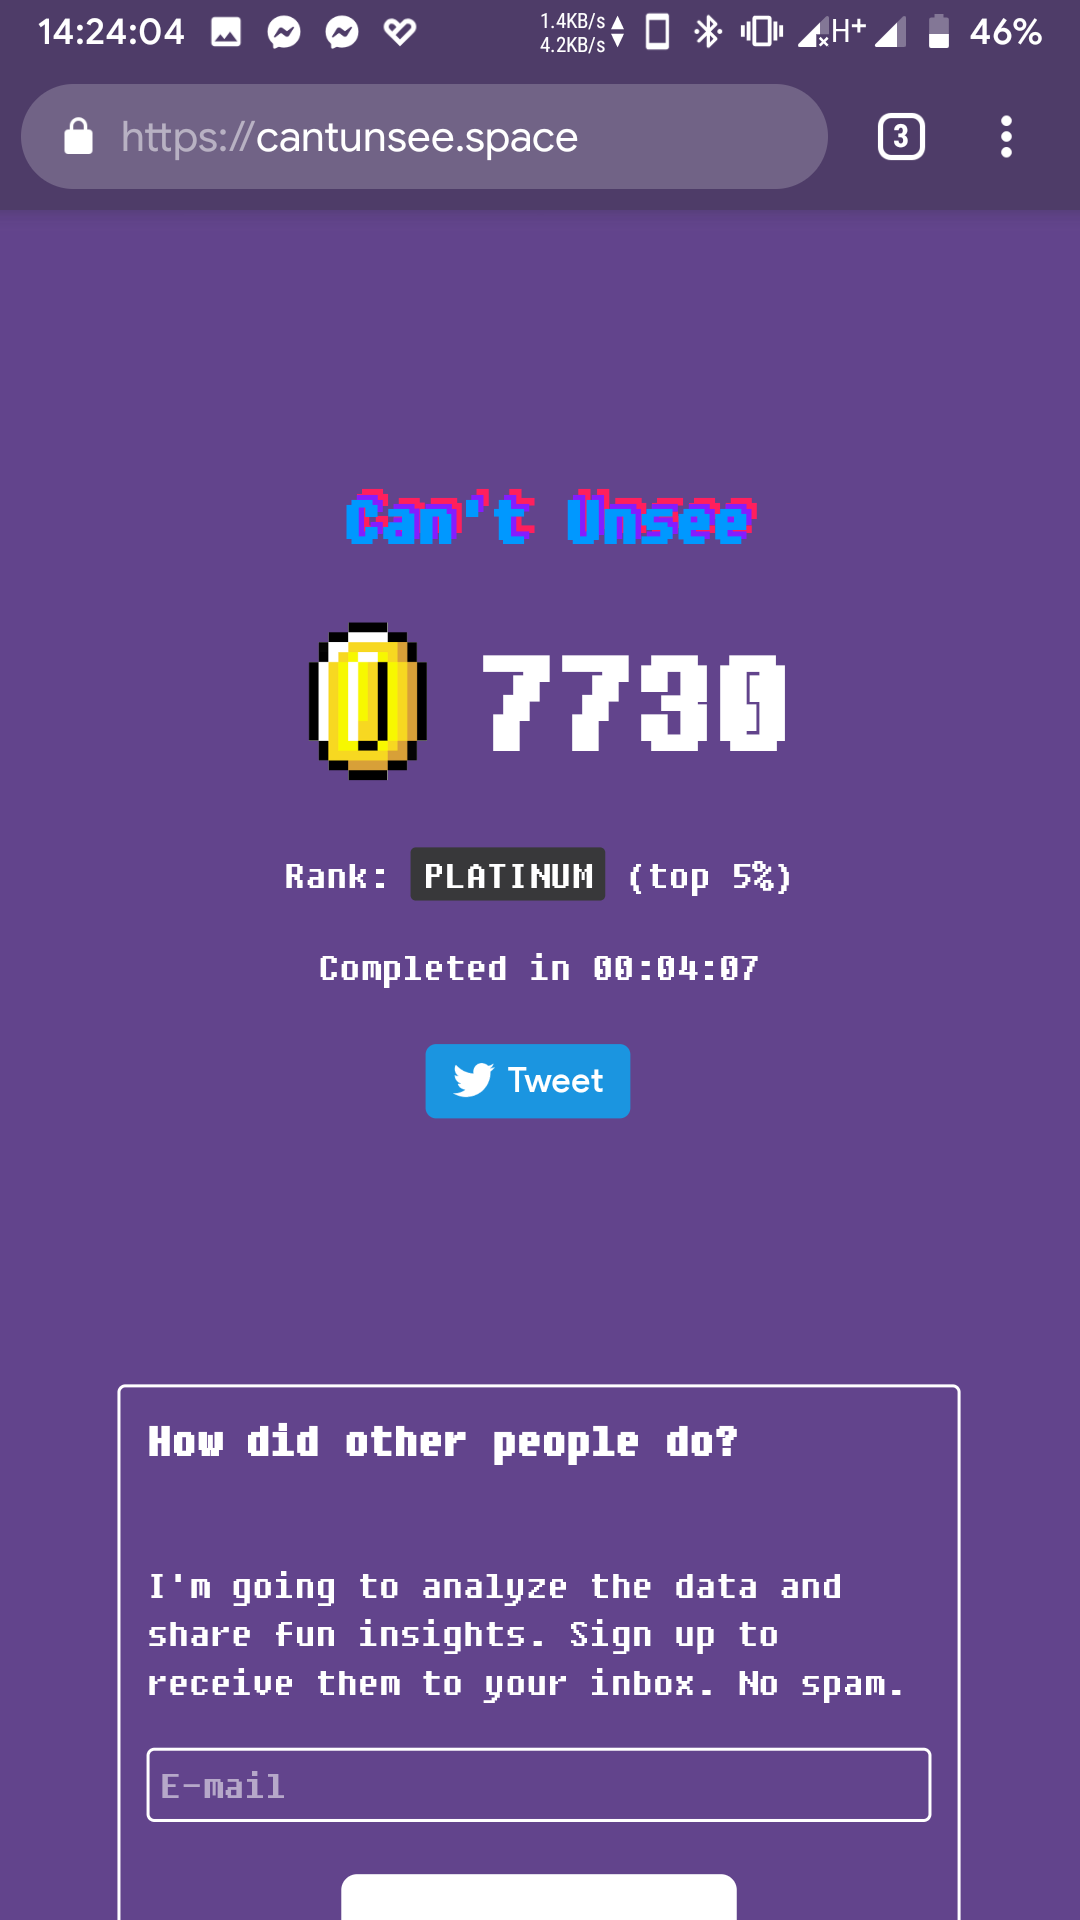 14:24:04 1.4KB/s 4.2KB/s H+ 46%
https://cantunsee.space 3
Can't Unsee
7730
Rank: PLATINUM (top 5%)
Completed in 00:04:07
Tweet
How did other people do?
I'm going to analyze the data and
share fun insights. Sign up to
receive them to your inbox. No spam.
E-mail